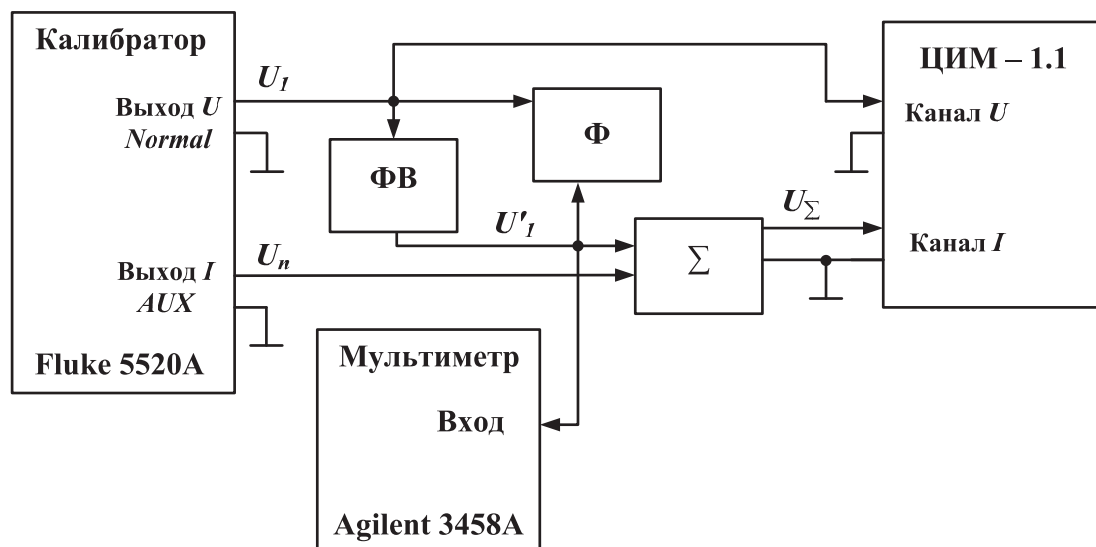 Калибратор
Выход U
Normal
Выход I
AUX
Fluke 5520A
U1
Un
ФВ
Ф
U'1
Σ
UΣ
ЦИМ – 1.1
Канал U
Канал I
Мультиметр
Вход
Agilent 3458A